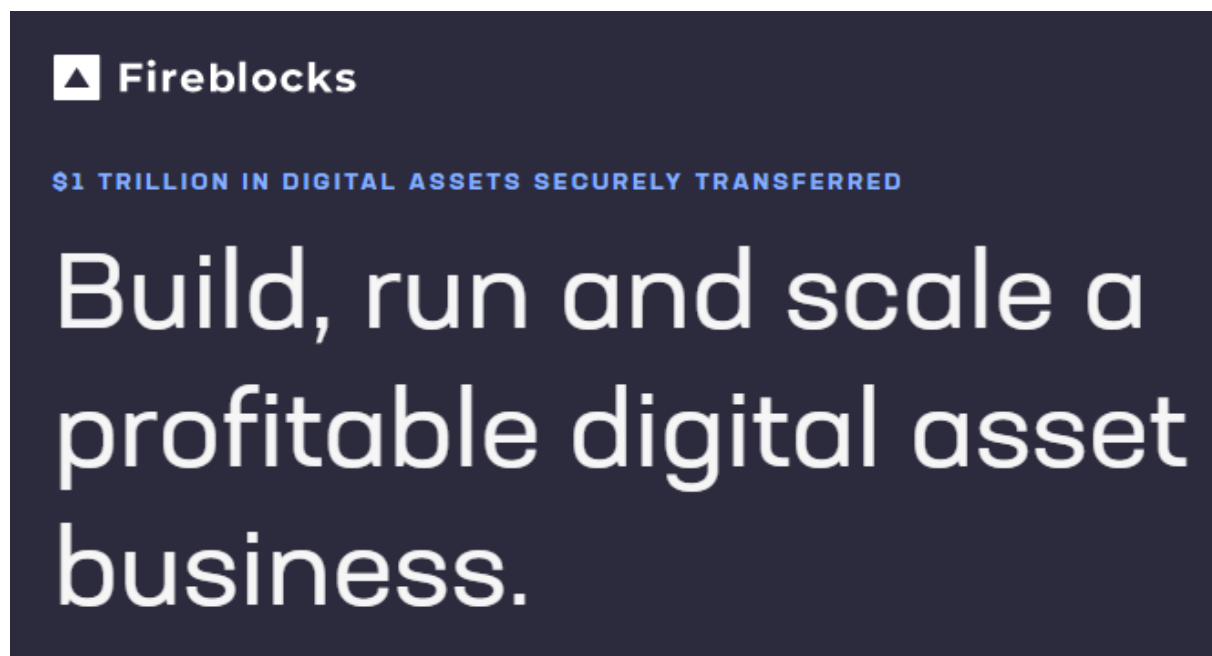 Fireblocks
$1 TRILLION IN DIGITAL ASSETS SECURELY TRANSFERRED
Build, run and scale a
profitable digital asset
business.